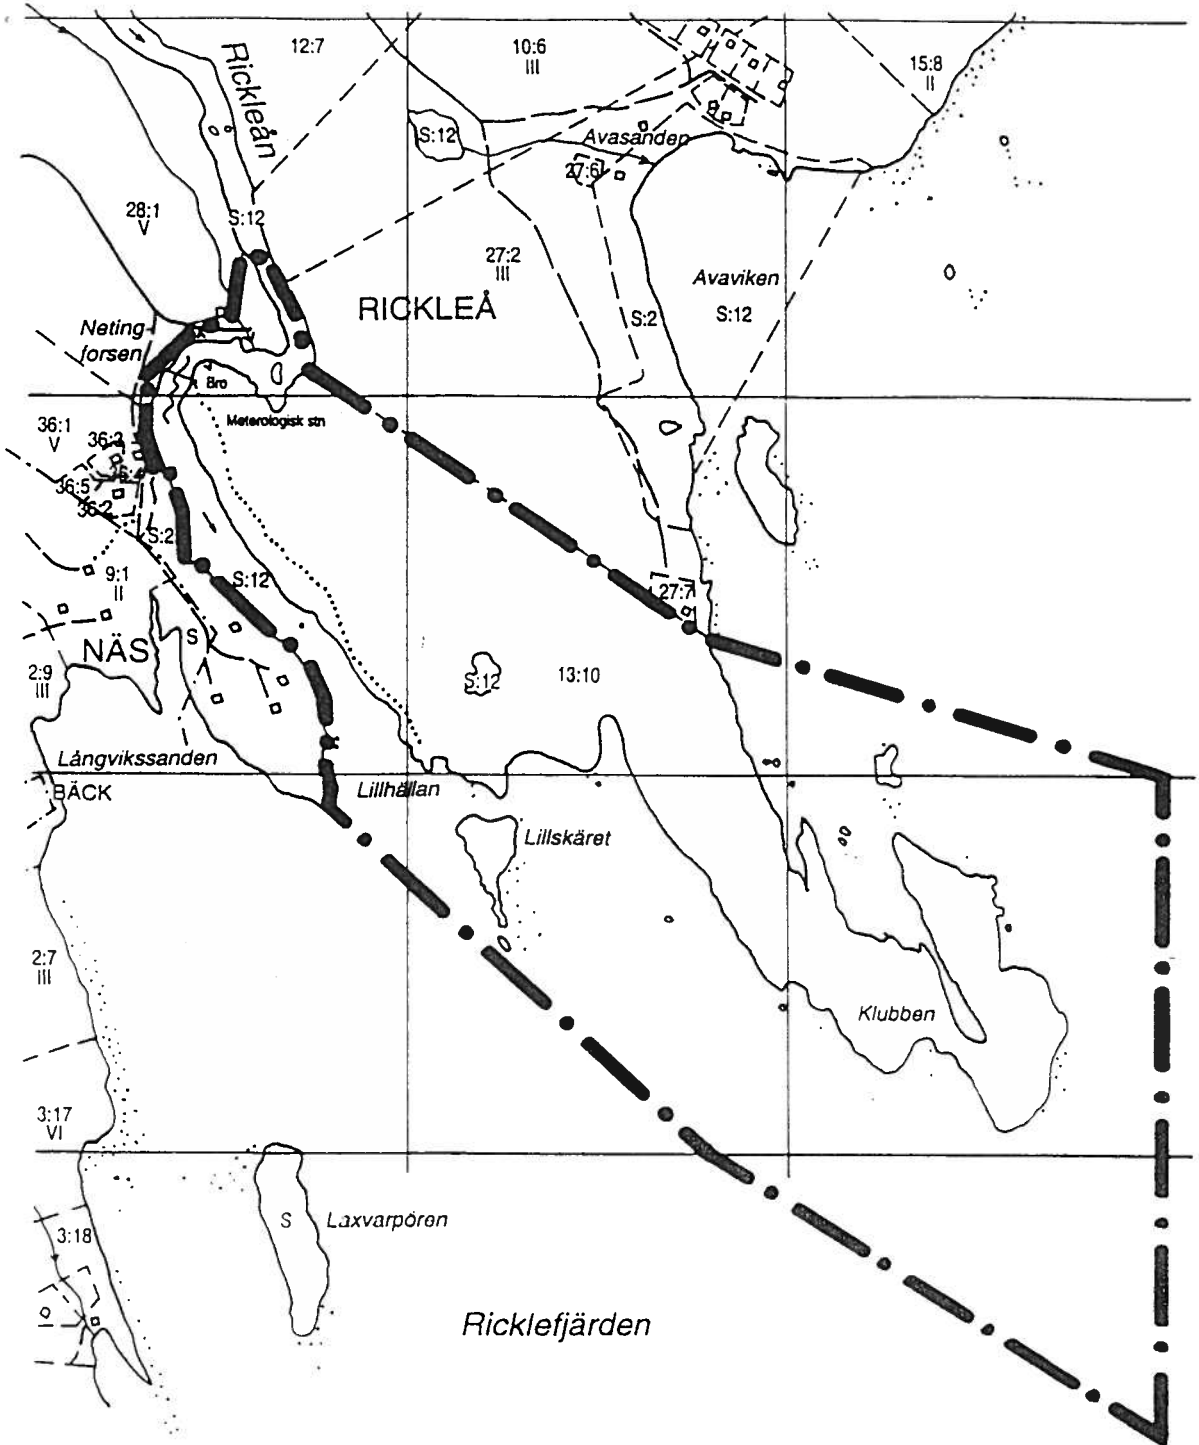 Rickleån
12:7
10:6
III
15:8
II
S:12
Avasanden
27:6
28:1
V
S:12
27:2
III
Avaviken
S:12
RICKLEÅ
S:2
Neting
forsen
Bro
Meterologisk stn
36:1
V
36:3
36:5
36:2
S:2
27:7
9:1
II
S:12
S
NÄS
2:9
III
S:12
13:10
Långvikssanden
BÄCK
Lillhällan
Lillskäret
2:7
III
Klubben
3:17
VI
S
Laxvarpören
3:18
Ricklefjärden